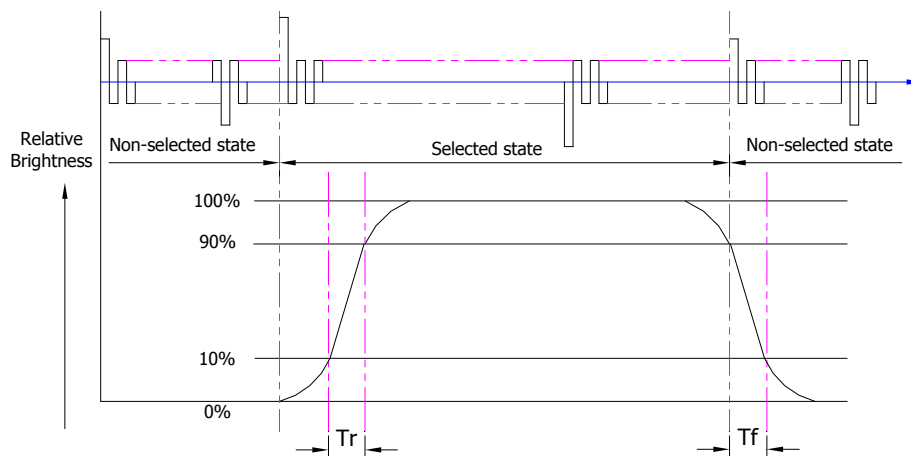 Relative
Brightness
Non-selected state
Selected state
Non-selected state
100%
90%
10%
0%
Tr
Tf